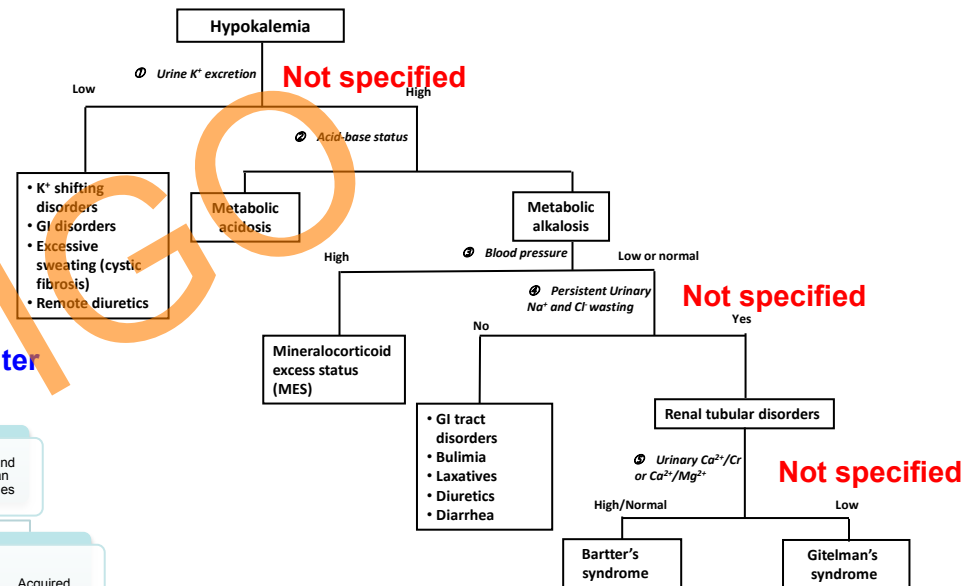 Hypokalemia
① Urine K⁺ excretion
Not specified
Low
High
② Acid-base status
• K⁺ shifting
disorders
• GI disorders
• Excessive
sweating (cystic
fibrosis)
• Remote diuretics
Metabolic
acidosis
Metabolic
alkalosis
③ Blood pressure
High
Low or normal
④ Persistent Urinary
Na⁺ and Cl⁻ wasting
Not specified
No
Yes
Mineralocorticoid
excess status
(MES)
• GI tract
disorders
• Bulimia
• Laxatives
• Diuretics
• Diarrhea
Renal tubular disorders
⑤ Urinary Ca²⁺/Cr
or Ca²⁺/Mg²⁺
Not specified
High/Normal
Low
Bartter's
syndrome
Gitelman's
syndrome
IGO
ter
nd
an
es
Acquired